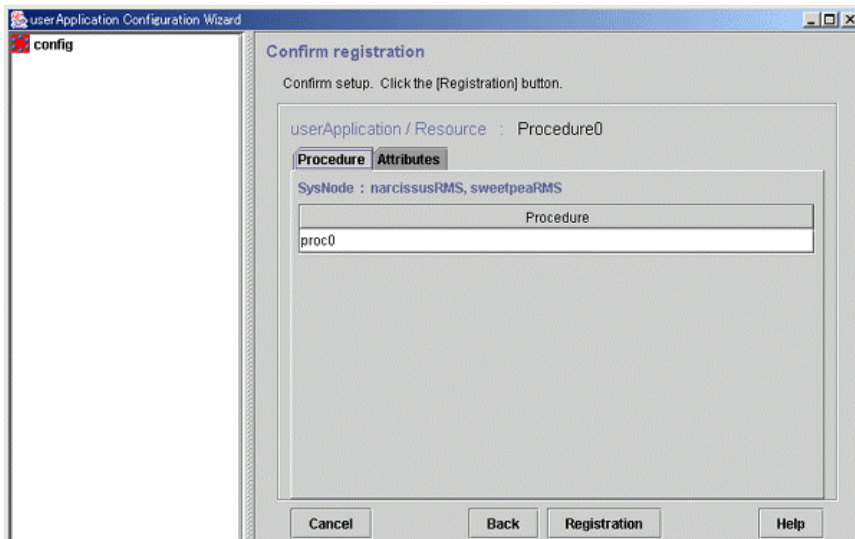 userApplication Configuration Wizard
config
Confirm registration
Confirm setup. Click the [Registration] button.
userApplication / Resource : Procedure0
Procedure Attributes
SysNode : narcissusRMS, sweetpeaRMS
Procedure
proc0
Cancel Back Registration Help